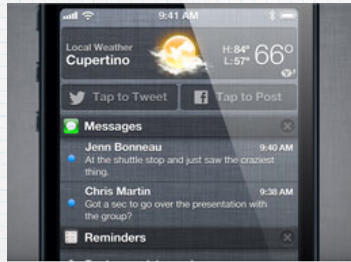 9:41 AM
Local Weather
Cupertino
H:84° 66°
L:57°
Tap to Tweet
f Tap to Post
Messages
Jenn Bonneau 9:40 AM
At the shuttle stop and just saw the craziest
thing.
Chris Martin 9:38 AM
Got a sec to go over the presentation with
the group?
Reminders